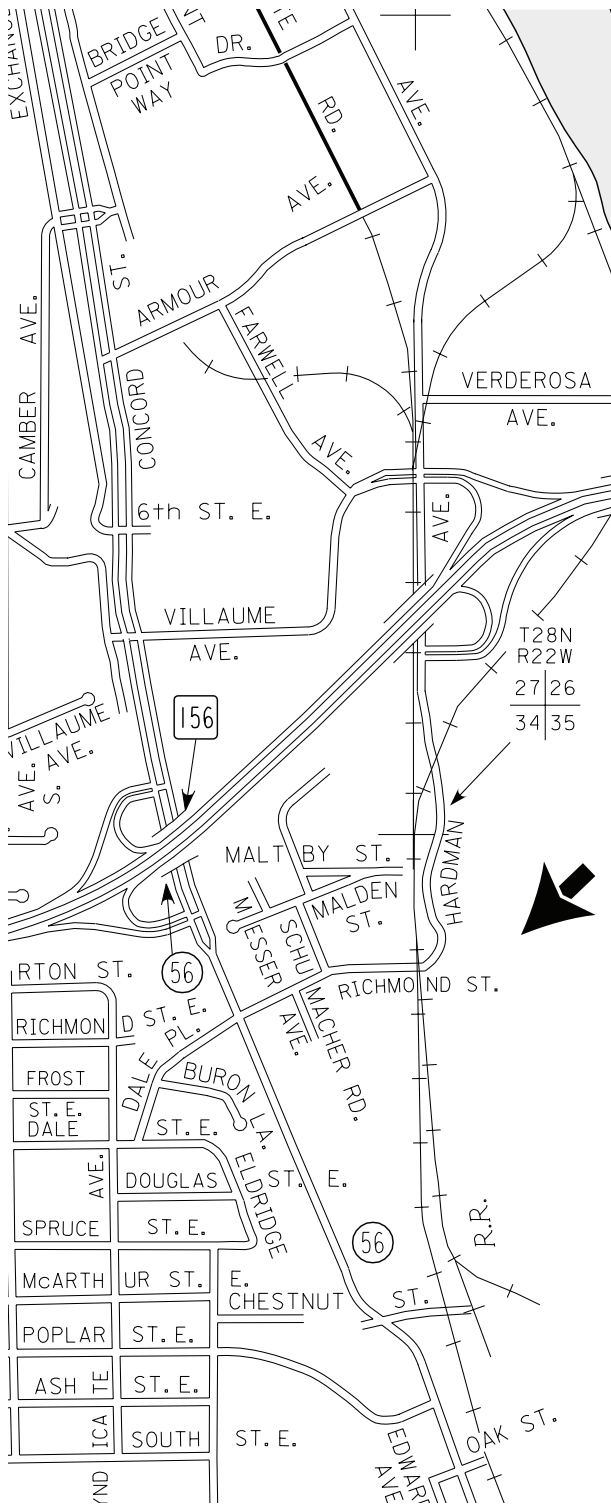 BRIDGE
POINT
WAY
DR.
RD.
AVE.
AVE.
ST.
ARMOUR
FARWELL
AVE.
CAMBER AVE.
CONCORD
VERDEROSA
AVE.
6th ST. E.
AVE.
VILLAUME
AVE.
T28N
R22W
27 26
34 35
156
VILLAUME
AVE.
AVE.
S.
MALT BY ST.
MALDEN
ST.
HARDMAN
MIESSER
AVE.
SCHU MACHER RD.
RICHMOND ST.
RTON ST.
56
RICHMON D ST. E.
DALE PL.
FROST
BURON LA.
ST. E.
DALE
ST. E.
AVE.
DOUGLAS ST. E.
ELDRIDGE
SPRUCE ST. E.
56
R.R.
McARTH UR ST. E.
CHESTNUT ST.
POPLAR ST. E.
ASH ST. E.
TE
ICA
SOUTH ST. E.
OAK ST.
AVE